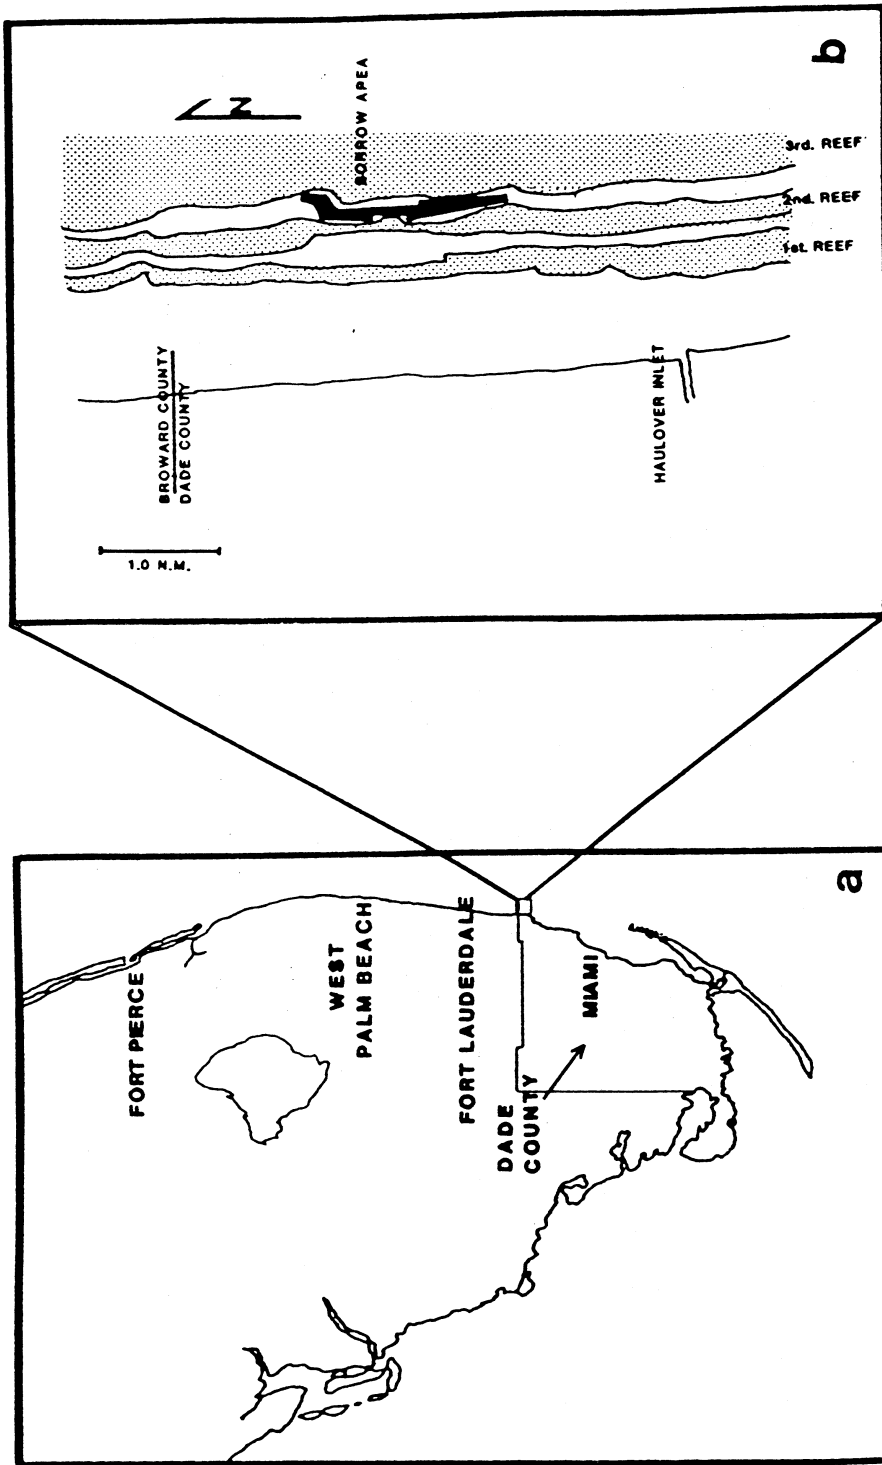 b
N
BORROW AREA
3rd. REEF
2nd. REEF
1st. REEF
BROWARD COUNTY
DADE COUNTY
HAULOVER INLET
1.0 N.M.
a
FORT PIERCE
WEST
PALM BEACH
FORT LAUDERDALE
MIAMI
DADE
COUNTY